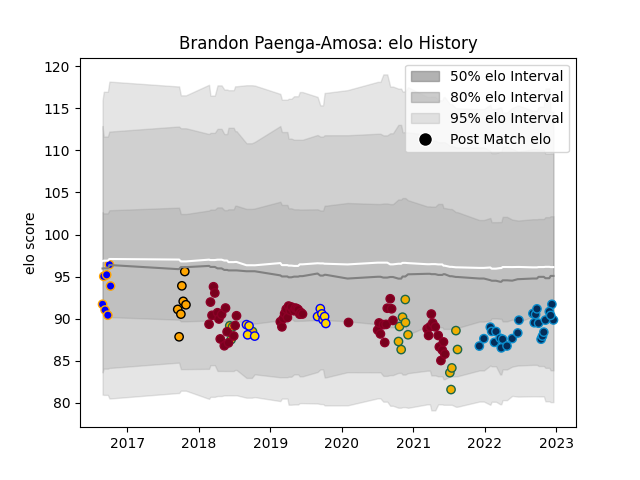 Brandon Paenga-Amosa: elo History
50% elo Interval
80% elo Interval
95% elo Interval
Post Match elo
elo score
120
115
110
105
100
95
90
85
80
2017 2018 2019 2020 2021 2022 2023